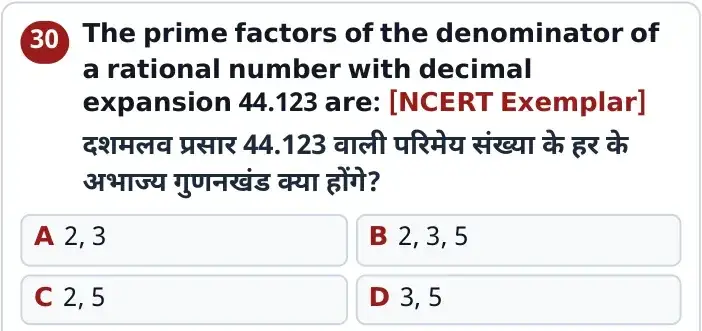 30 The prime factors of the denominator of
a rational number with decimal
expansion 44.123 are: [NCERT Exemplar]
दशमलव प्रसार 44.123 वाली परिमेय संख्या के हर के
अभाज्य गुणनखंड क्या होंगे?
A 2, 3
B 2, 3, 5
C 2, 5
D 3, 5